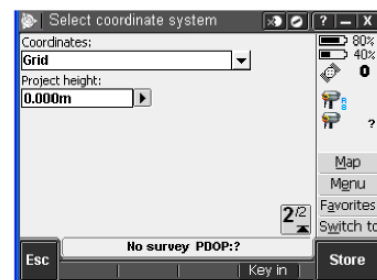 Select coordinate system
? – X
Coordinates:
Grid
Project height:
0.000m
80%
40%
0
?
Map
Menu
Favorites
Switch to
2/2
No survey PDOP:?
Esc
Key in
Store